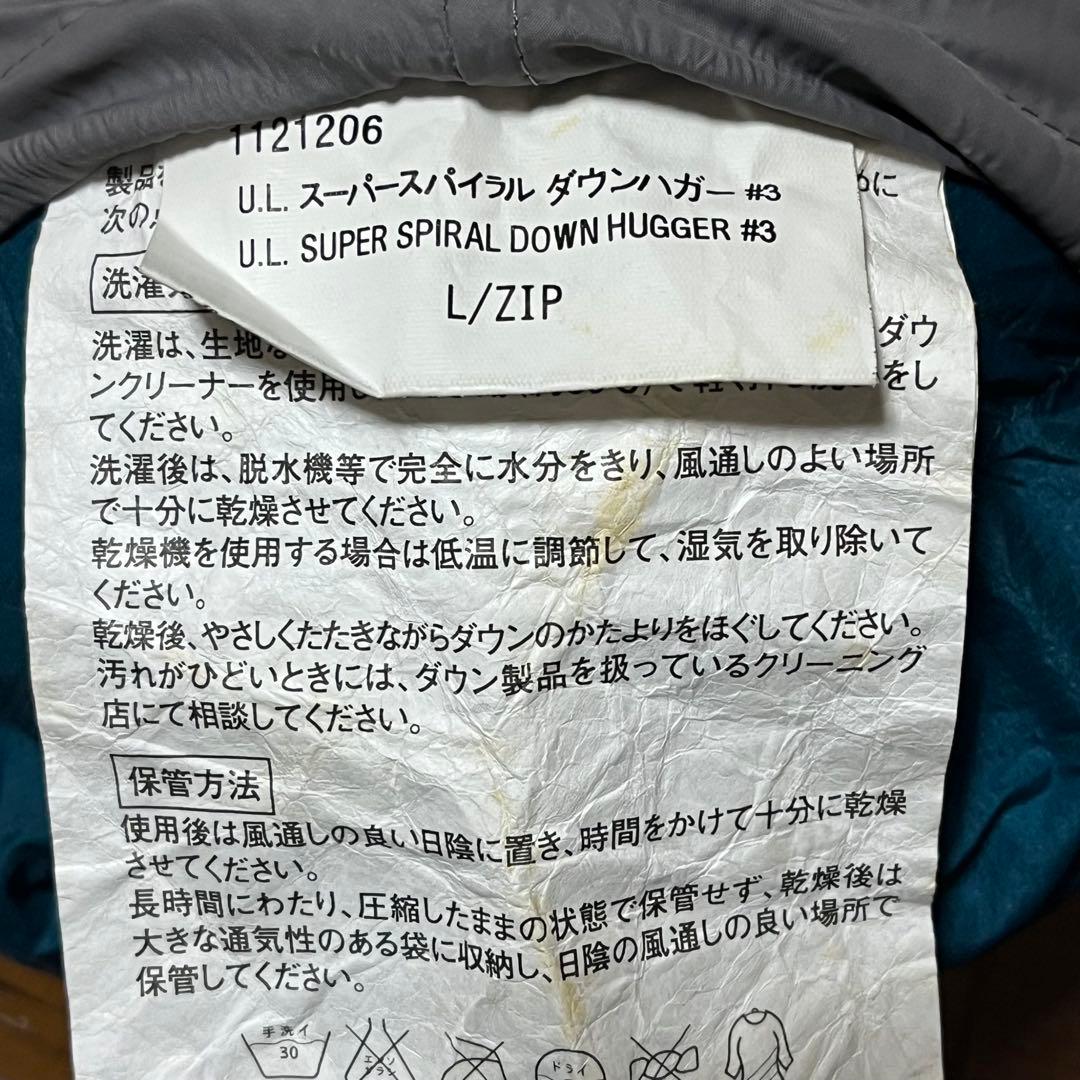 1121206
U.L. スーパースパイラル ダウンハガー #3
U.L. SUPER SPIRAL DOWN HUGGER #3
L/ZIP
製品
次の
洗濯
洗濯は、生地 ダウ
ンクリーナーを使用 をし
てください。
洗濯後は、脱水機等で完全に水分をきり、風通しのよい場所
で十分に乾燥させてください。
乾燥機を使用する場合は低温に調節して、湿気を取り除いて
ください。
乾燥後、やさしくたたきながらダウンのかたよりをほぐしてください。
汚れがひどいときには、ダウン製品を扱っているクリーニング
店にて相談してください。
保管方法
使用後は風通しの良い日陰に置き、時間をかけて十分に乾燥
させてください。
長時間にわたり、圧縮したままの状態で保管せず、乾燥後は
大きな通気性のある袋に収納し、日陰の風通しの良い場所で
保管してください。
手洗イ
30
エンソ
サラシ
ドライ